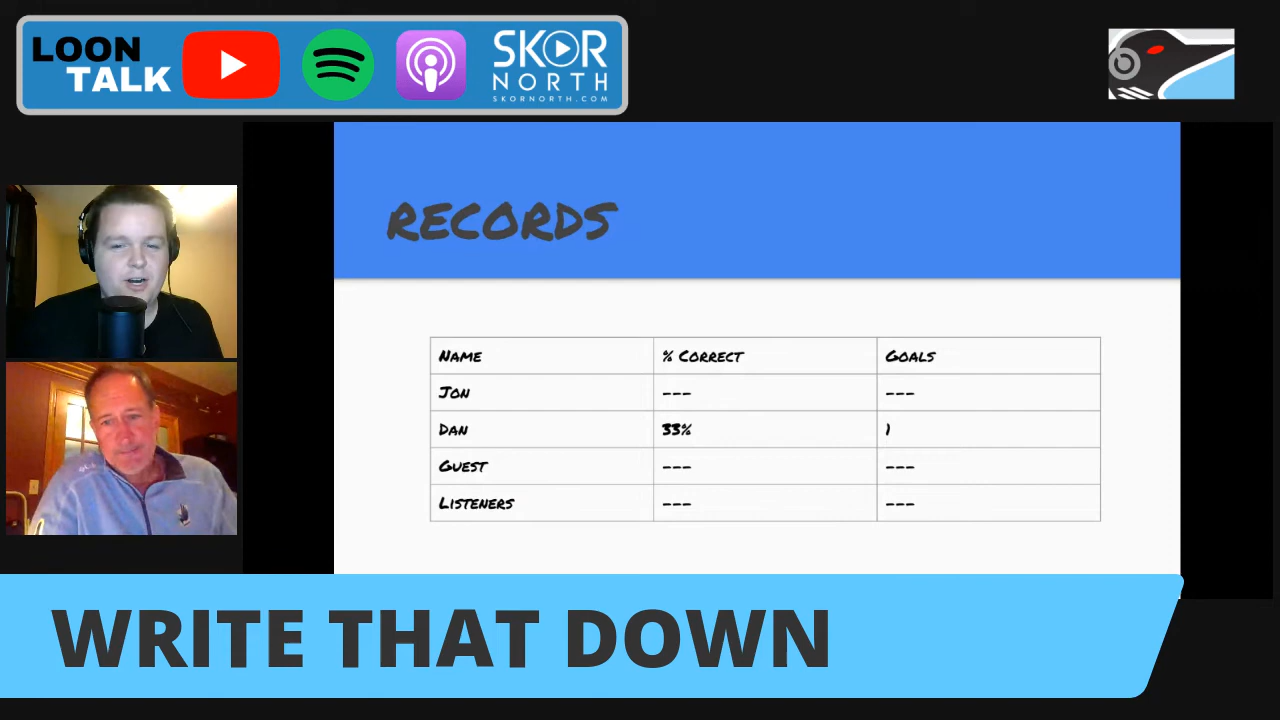 LOON
TALK
SKOR
NORTH
SKORNORTH.COM
RECORDS
Name % Correct Goals
Jon --- ---
Dan 33% 1
Guest --- ---
Listeners --- ---
WRITE THAT DOWN